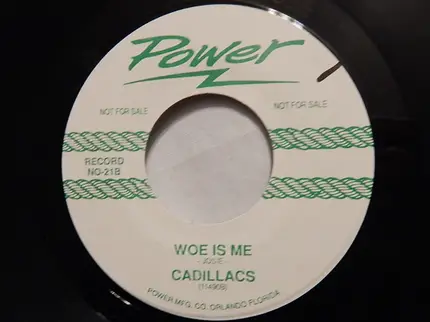 Power
NOT FOR SALE
NOT FOR SALE
RECORD
NO-21B
WOE IS ME
- JOSIE -
CADILLACS
(11490B)
POWER MFG. CO. ORLANDO FLORIDA